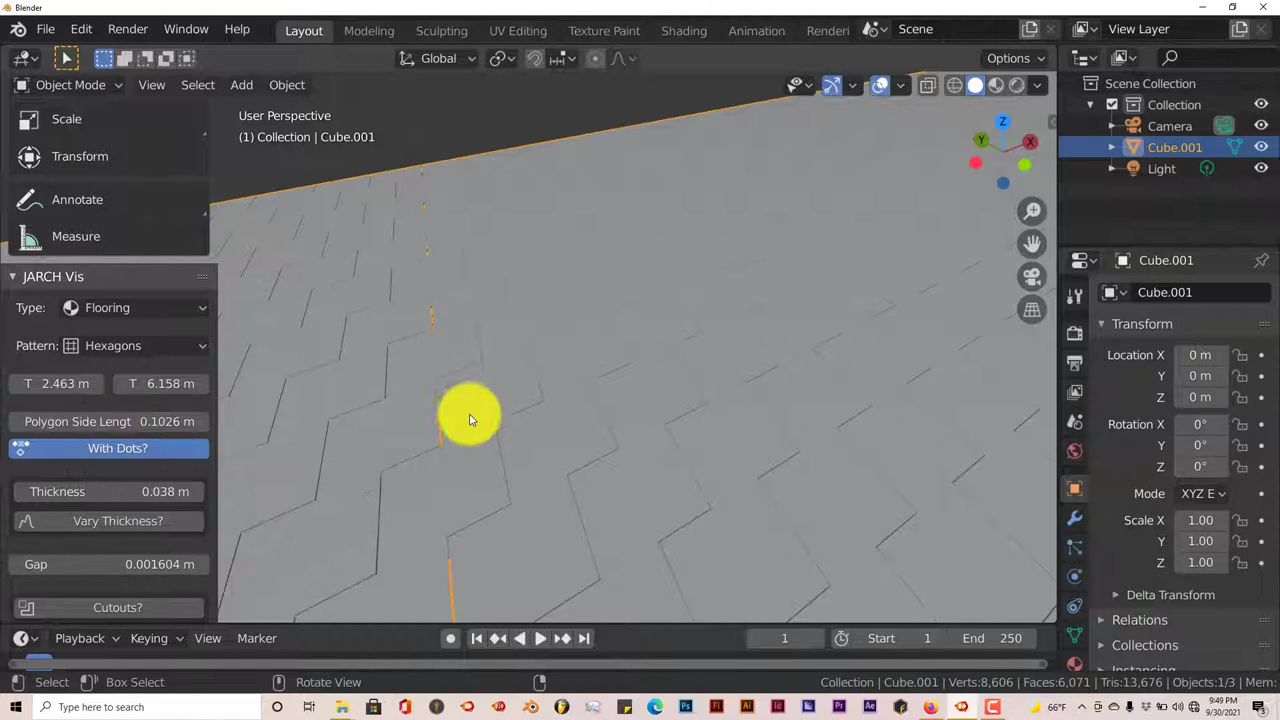 Blender
File Edit Render Window Help Layout Modeling Sculpting UV Editing Texture Paint Shading Animation Renderi Scene View Layer
Global Options
Object Mode View Select Add Object
Scene Collection
Collection
Camera
Cube.001
Light
Scale
Transform
Annotate
Measure
User Perspective
(1) Collection | Cube.001
Z
Y
X
JARCH Vis
Type: Flooring
Pattern: Hexagons
T 2.463 m T 6.158 m
Polygon Side Lengt 0.1026 m
With Dots?
Thickness 0.038 m
Vary Thickness?
Gap 0.001604 m
Cutouts?
Cube.001
Cube.001
Transform
Location X 0 m
Y 0 m
Z 0 m
Rotation X 0°
Y 0°
Z 0°
Mode XYZ E
Scale X 1.00
Y 1.00
Z 1.00
Delta Transform
Relations
Collections
Instancing
Playback Keying View Marker 1 Start 1 End 250
Select Box Select Rotate View Collection | Cube.001 | Verts:8,606 | Faces:6,071 | Tris:13,676 | Objects:1/3 | Mem:
Type here to search
66°F
9:49 PM
9/30/2021